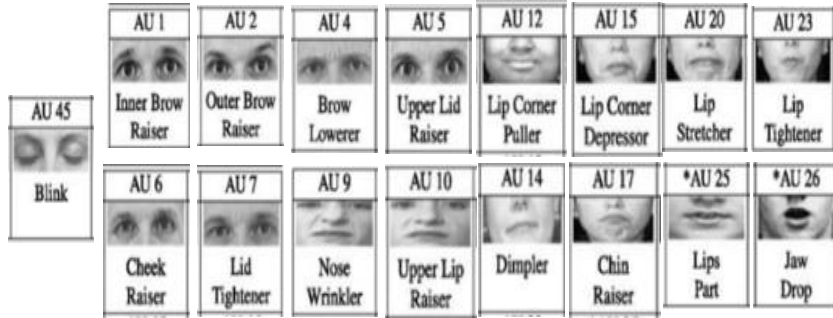 AU 45
Blink
AU 1
Inner Brow
Raiser
AU 2
Outer Brow
Raiser
AU 4
Brow
Lowerer
AU 5
Upper Lid
Raiser
AU 12
Lip Corner
Puller
AU 15
Lip Corner
Depressor
AU 20
Lip
Stretcher
AU 23
Lip
Tightener
AU 6
Cheek
Raiser
AU 7
Lid
Tightener
AU 9
Nose
Wrinkler
AU 10
Upper Lip
Raiser
AU 14
Dimpler
AU 17
Chin
Raiser
*AU 25
Lips
Part
*AU 26
Jaw
Drop